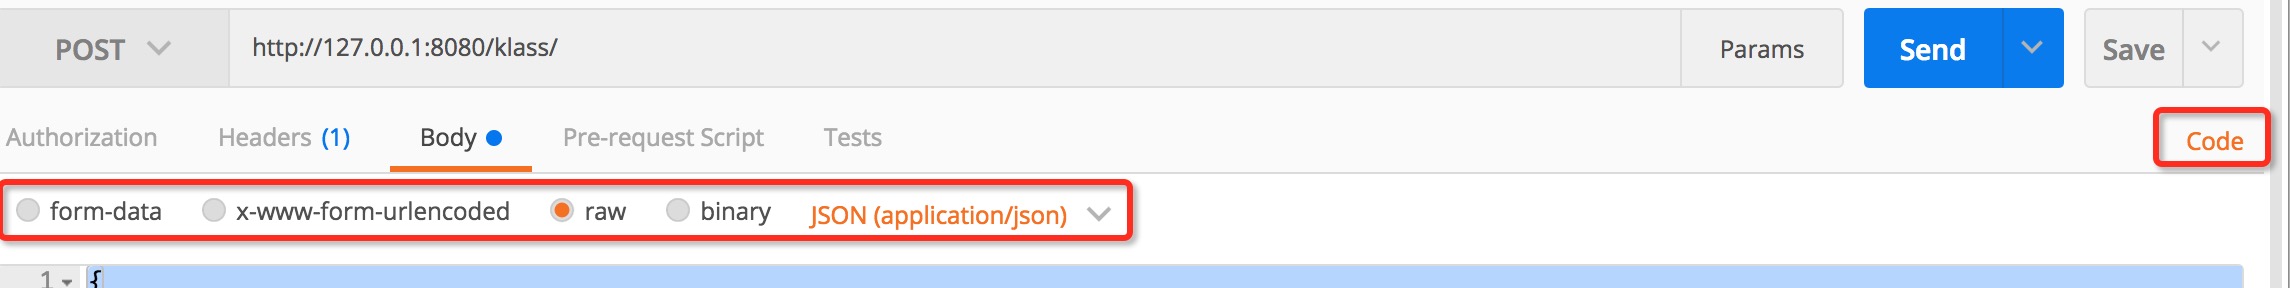 POST http://127.0.0.1:8080/klass/ Params Send Save
Authorization Headers (1) Body Pre-request Script Tests Code
form-data x-www-form-urlencoded raw binary JSON (application/json)
1 {